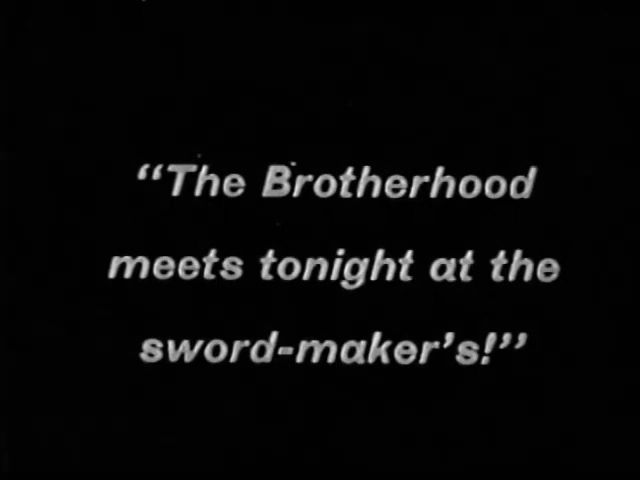 “The Brotherhood
meets tonight at the
sword-maker’s!”